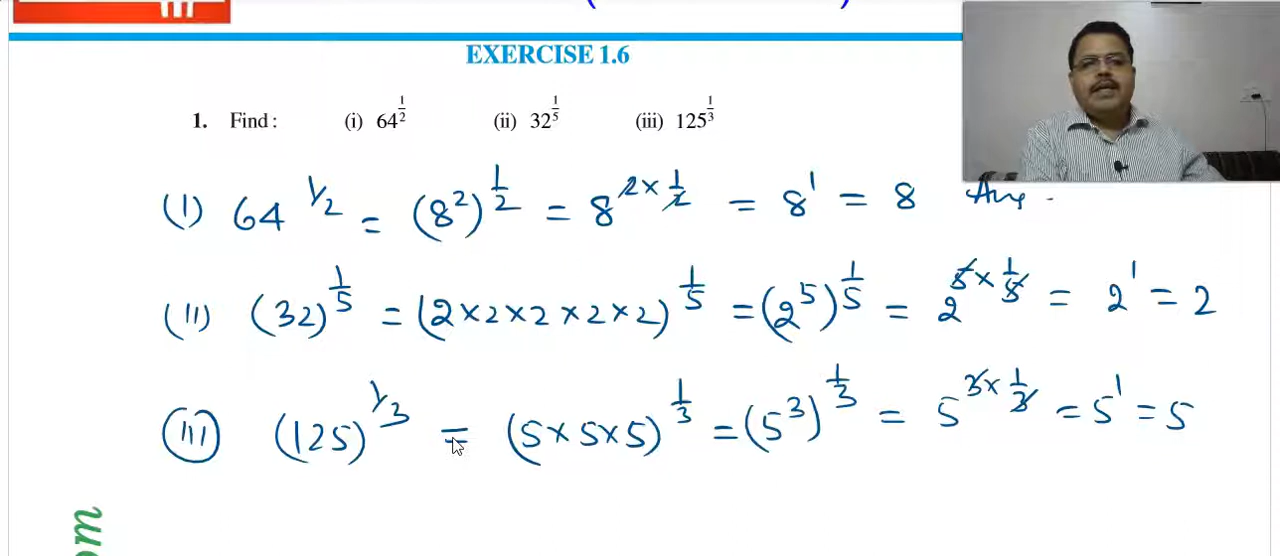 EXERCISE 1.6
1. Find : (i) 64^(1/2) (ii) 32^(1/5) (iii) 125^(1/3)
(I) 64^(1/2) = (8²)^(1/2) = 8^(2×1/2) = 8¹ = 8 Ans.
(II) (32)^(1/5) = (2×2×2×2×2)^(1/5) = (2⁵)^(1/5) = 2^(5×1/5) = 2¹ = 2
(III) (125)^(1/3) = (5×5×5)^(1/3) = (5³)^(1/3) = 5^(3×1/3) = 5¹ = 5
om